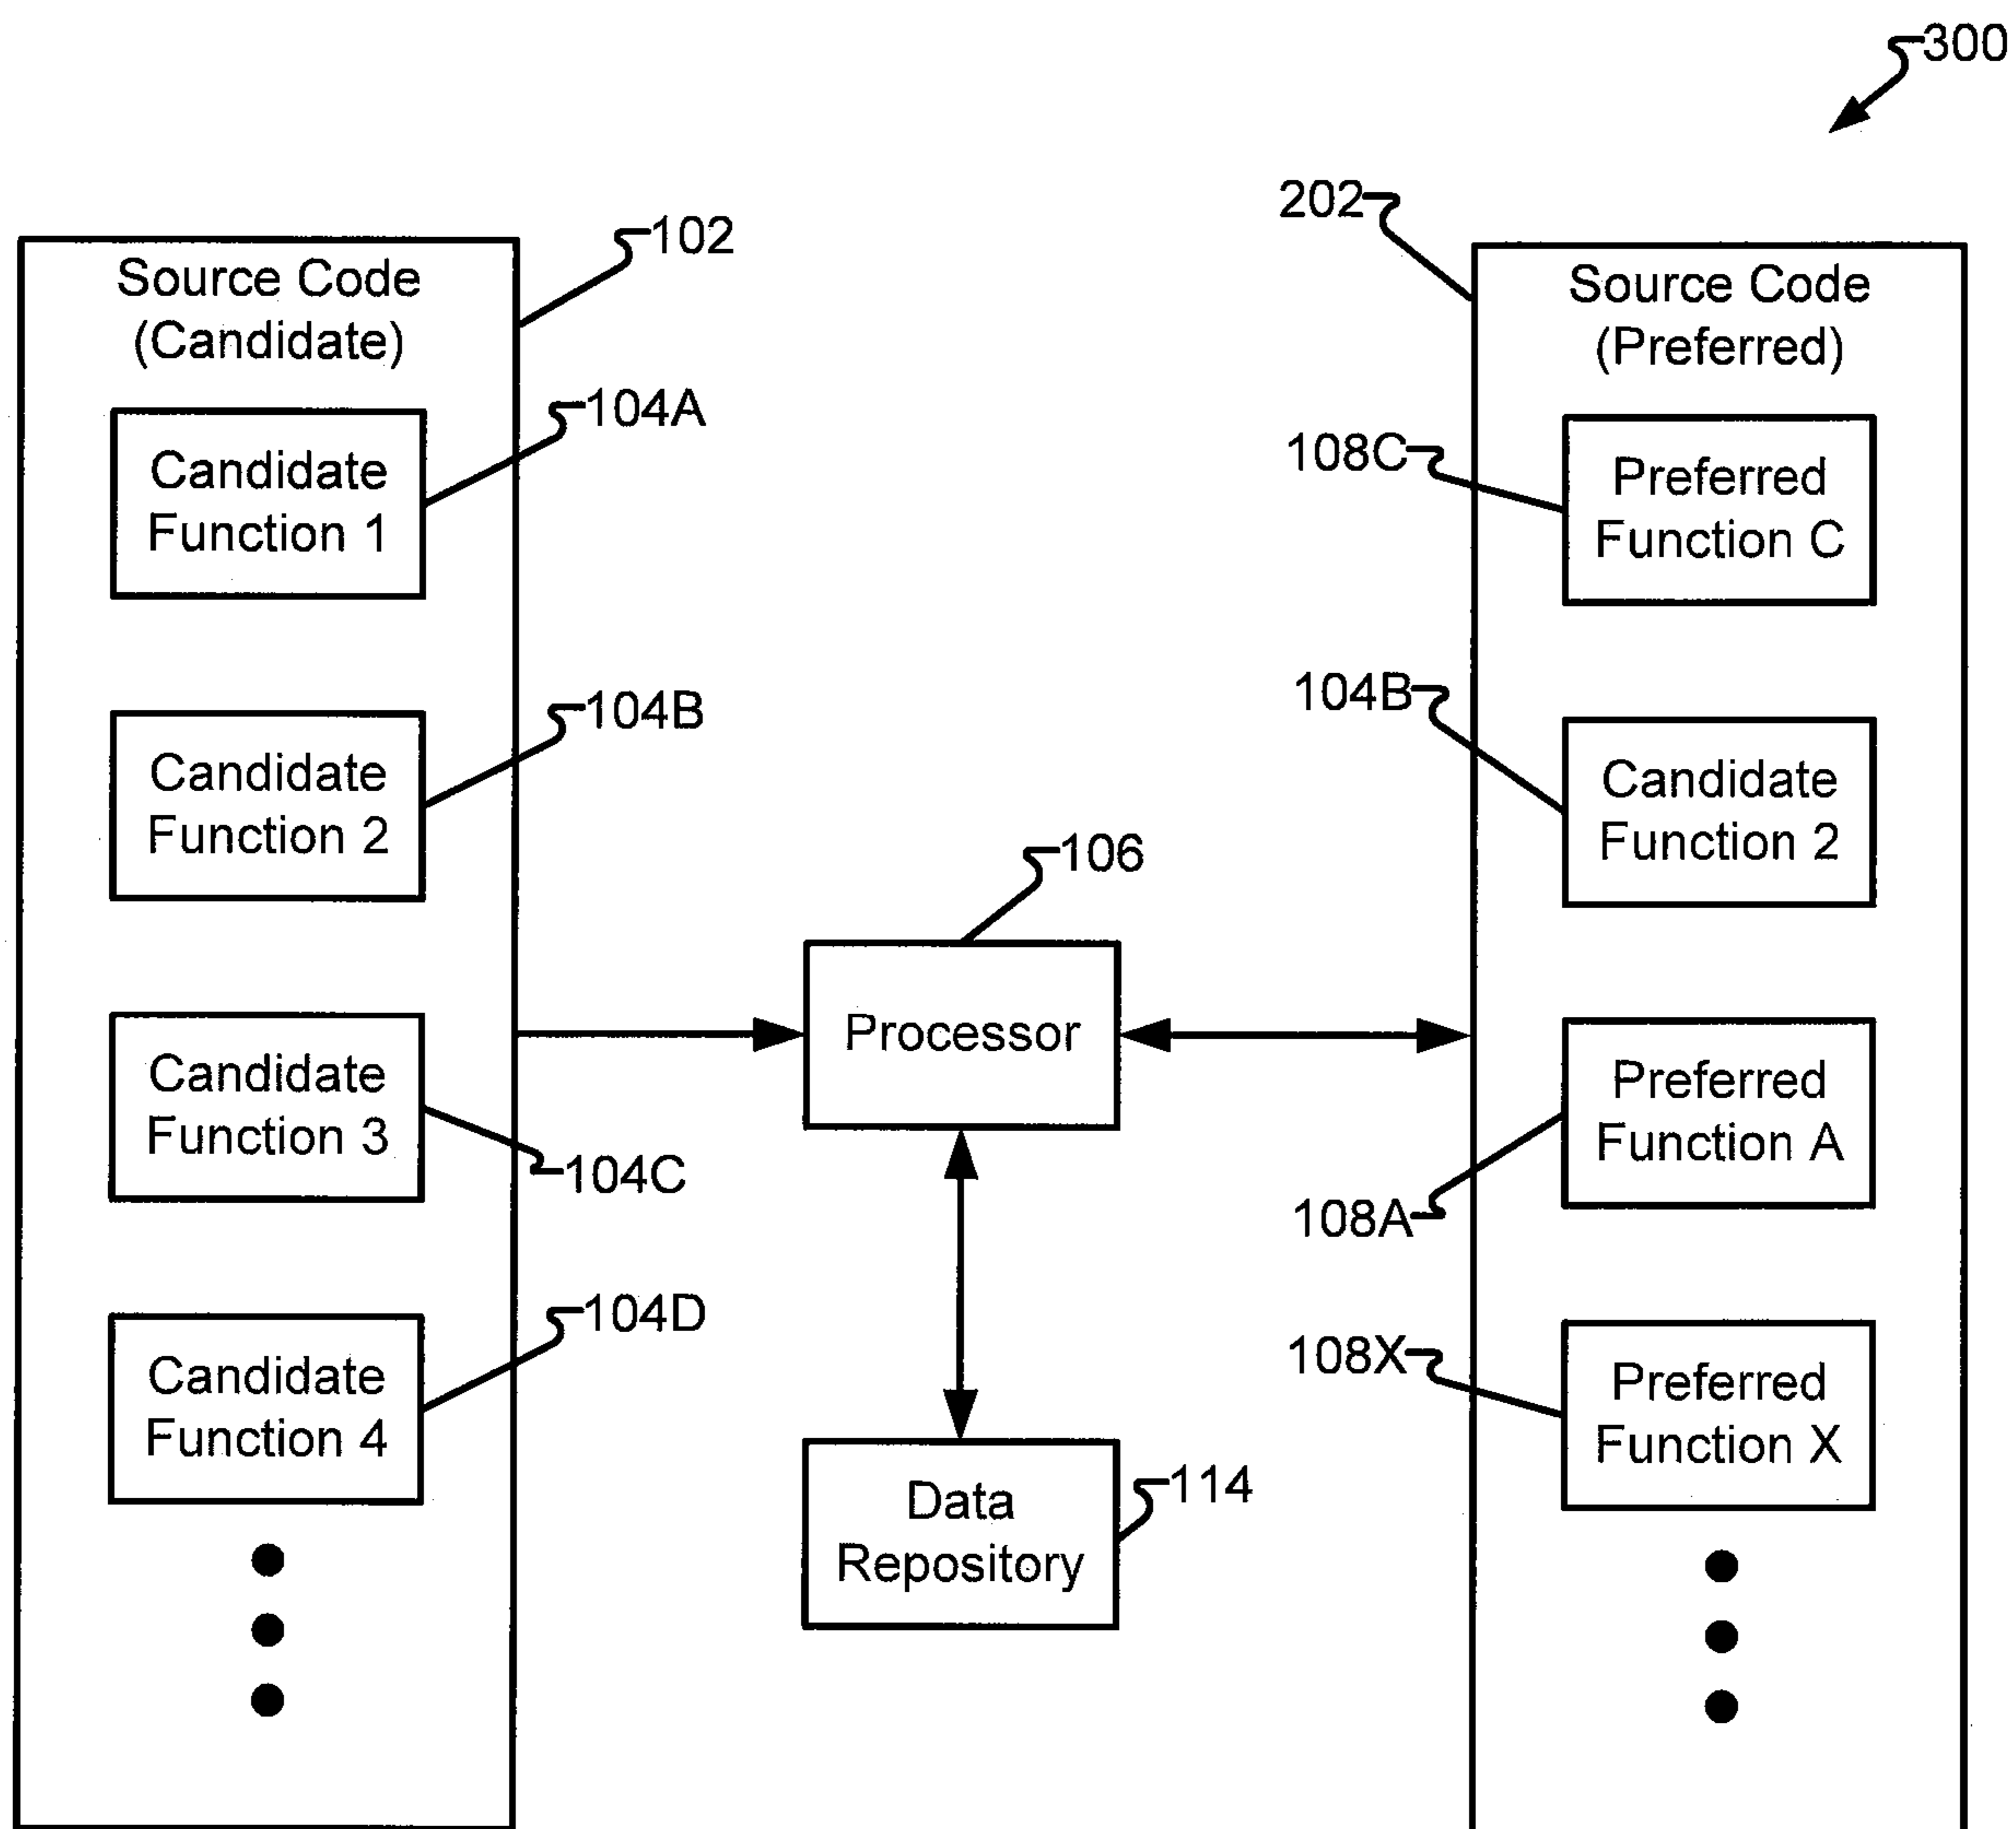 300
202
102
Source Code
(Candidate)
104A
Candidate
Function 1
104B
Candidate
Function 2
Candidate
Function 3
104C
104D
Candidate
Function 4
106
Processor
Data
Repository
114
Source Code
(Preferred)
108C
Preferred
Function C
104B
Candidate
Function 2
Preferred
Function A
108A
108X
Preferred
Function X